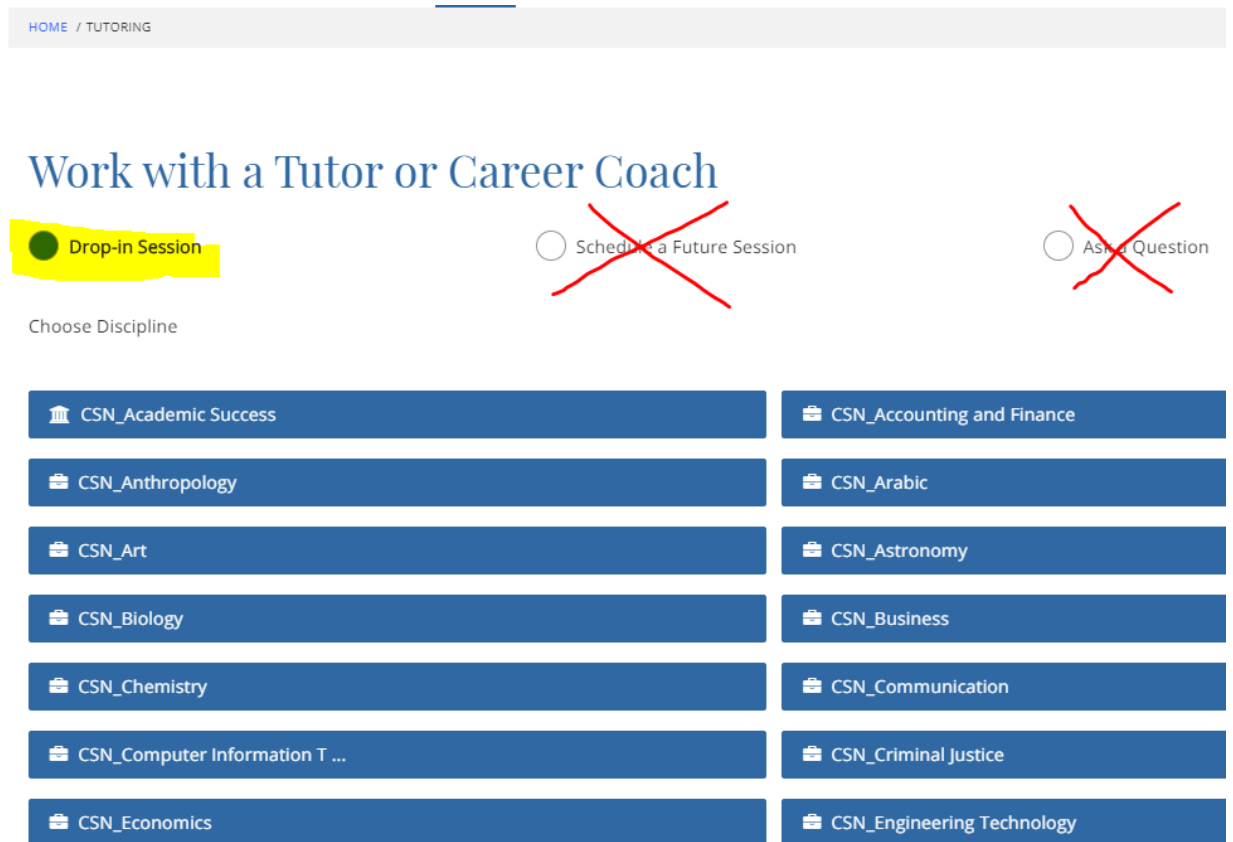 HOME / TUTORING
Work with a Tutor or Career Coach
Drop-in Session
Schedule a Future Session
Ask a Question
Choose Discipline
CSN_Academic Success
CSN_Accounting and Finance
CSN_Anthropology
CSN_Arabic
CSN_Art
CSN_Astronomy
CSN_Biology
CSN_Business
CSN_Chemistry
CSN_Communication
CSN_Computer Information T ...
CSN_Criminal Justice
CSN_Economics
CSN_Engineering Technology